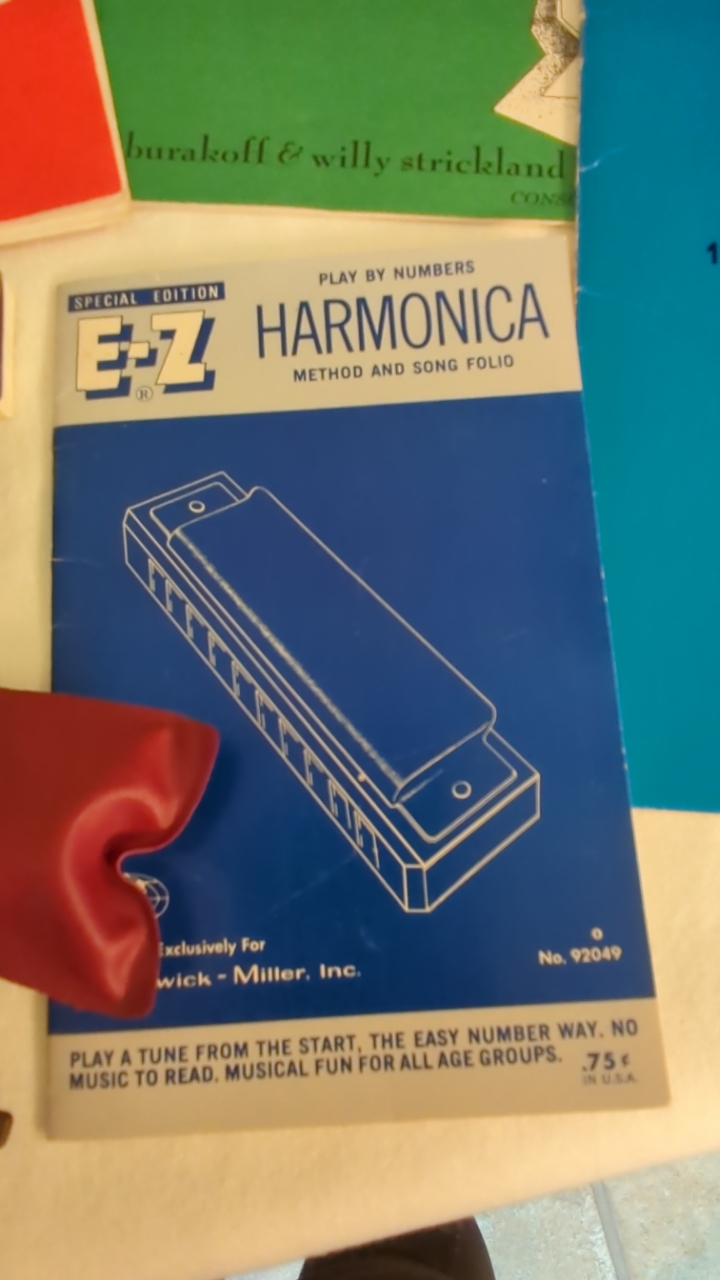 burakoff & willy strickland
SPECIAL EDITION
E-Z
®
PLAY BY NUMBERS
HARMONICA
METHOD AND SONG FOLIO
Exclusively For
wick - Miller, Inc.
o
No. 92049
PLAY A TUNE FROM THE START, THE EASY NUMBER WAY. NO
MUSIC TO READ. MUSICAL FUN FOR ALL AGE GROUPS.
.75¢
IN U.S.A.
1